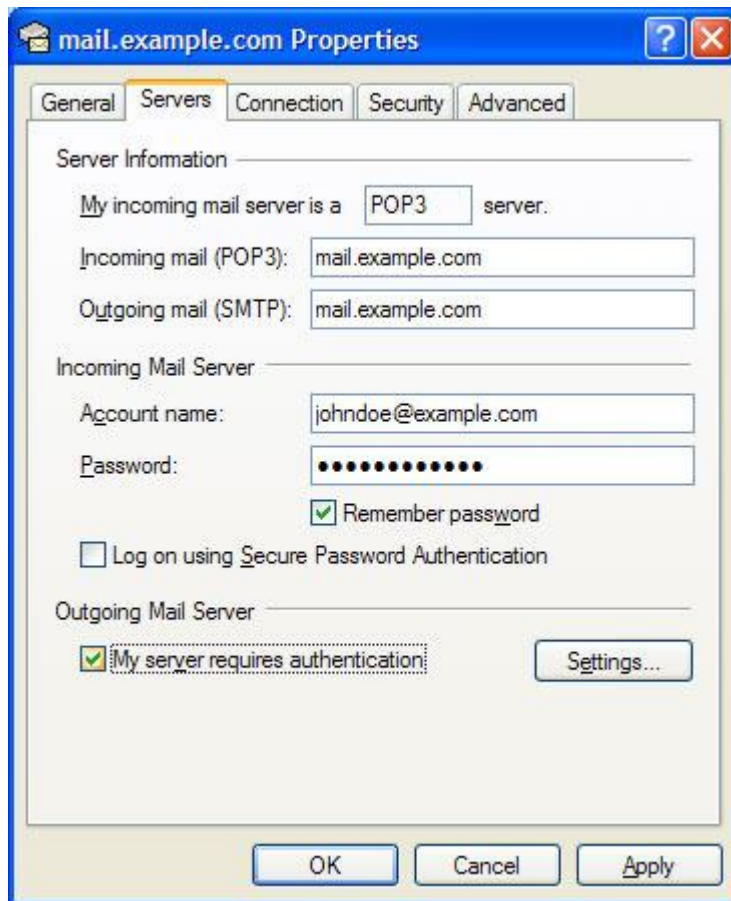 mail.example.com Properties
General Servers Connection Security Advanced
Server Information
My incoming mail server is a POP3 server.
Incoming mail (POP3): mail.example.com
Outgoing mail (SMTP): mail.example.com
Incoming Mail Server
Account name: johndoe@example.com
Password: ••••••••••••
Remember password
Log on using Secure Password Authentication
Outgoing Mail Server
My server requires authentication Settings...
OK Cancel Apply